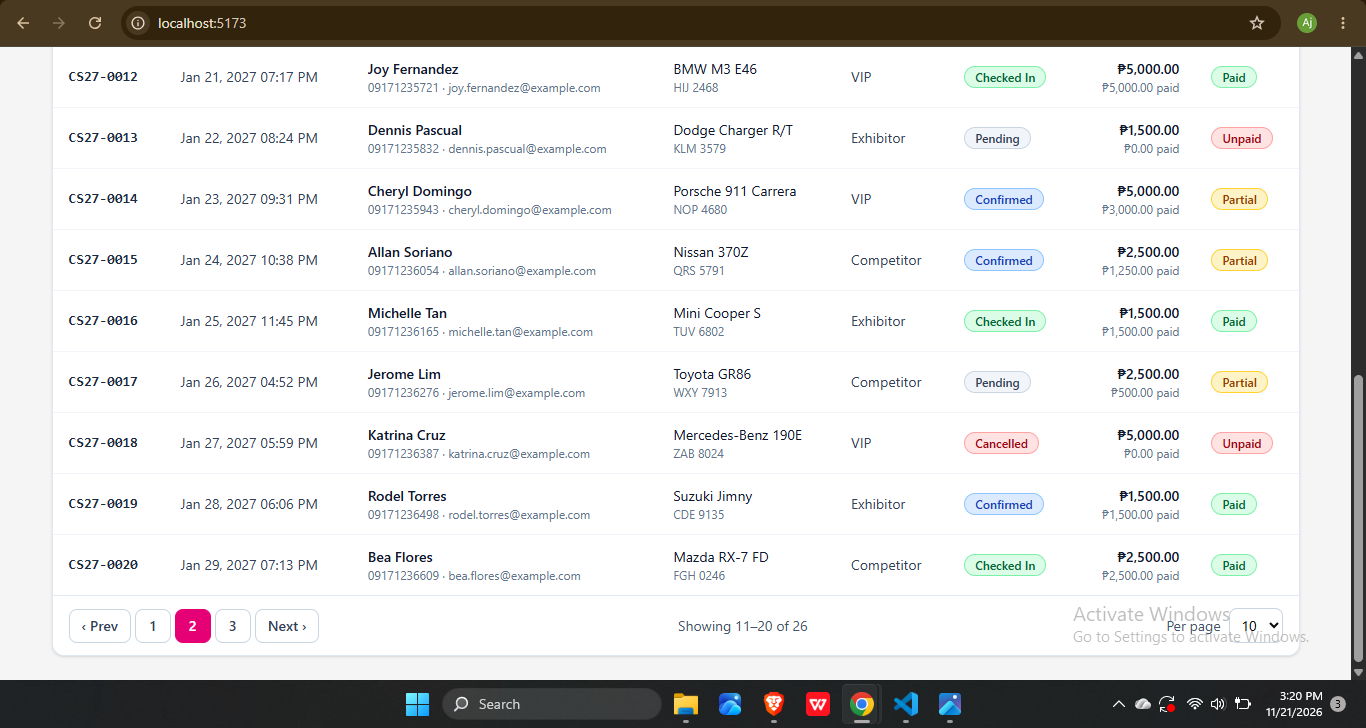 localhost:5173
Aj
CS27-0012 Jan 21, 2027 07:17 PM Joy Fernandez BMW M3 E46 VIP Checked In ₱5,000.00 Paid
09171235721 · joy.fernandez@example.com HIJ 2468 ₱5,000.00 paid
CS27-0013 Jan 22, 2027 08:24 PM Dennis Pascual Dodge Charger R/T Exhibitor Pending ₱1,500.00 Unpaid
09171235832 · dennis.pascual@example.com KLM 3579 ₱0.00 paid
CS27-0014 Jan 23, 2027 09:31 PM Cheryl Domingo Porsche 911 Carrera VIP Confirmed ₱5,000.00 Partial
09171235943 · cheryl.domingo@example.com NOP 4680 ₱3,000.00 paid
CS27-0015 Jan 24, 2027 10:38 PM Allan Soriano Nissan 370Z Competitor Confirmed ₱2,500.00 Partial
09171236054 · allan.soriano@example.com QRS 5791 ₱1,250.00 paid
CS27-0016 Jan 25, 2027 11:45 PM Michelle Tan Mini Cooper S Exhibitor Checked In ₱1,500.00 Paid
09171236165 · michelle.tan@example.com TUV 6802 ₱1,500.00 paid
CS27-0017 Jan 26, 2027 04:52 PM Jerome Lim Toyota GR86 Competitor Pending ₱2,500.00 Partial
09171236276 · jerome.lim@example.com WXY 7913 ₱500.00 paid
CS27-0018 Jan 27, 2027 05:59 PM Katrina Cruz Mercedes-Benz 190E VIP Cancelled ₱5,000.00 Unpaid
09171236387 · katrina.cruz@example.com ZAB 8024 ₱0.00 paid
CS27-0019 Jan 28, 2027 06:06 PM Rodel Torres Suzuki Jimny Exhibitor Confirmed ₱1,500.00 Paid
09171236498 · rodel.torres@example.com CDE 9135 ₱1,500.00 paid
CS27-0020 Jan 29, 2027 07:13 PM Bea Flores Mazda RX-7 FD Competitor Checked In ₱2,500.00 Paid
09171236609 · bea.flores@example.com FGH 0246 ₱2,500.00 paid
‹ Prev 1 2 3 Next › Showing 11–20 of 26 Per page 10
Activate Windows
Go to Settings to activate Windows.
Search
W
3:20 PM
11/21/2026
3